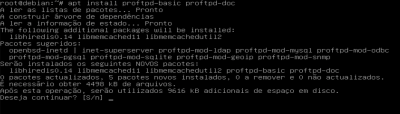 root@debian:~# apt install proftpd-basic proftpd-doc
A ler as listas de pacotes... Pronto
A construir árvore de dependências
A ler a informação de estado... Pronto
The following additional packages will be installed:
  libhiredis0.14 libmemcached11 libmemcachedutil2
Pacotes sugeridos:
  openbsd-inetd | inet-superserver proftpd-mod-ldap proftpd-mod-mysql proftpd-mod-odbc
  proftpd-mod-pgsql proftpd-mod-sqlite proftpd-mod-geoip proftpd-mod-snmp
Serão instalados os seguintes NOVOS pacotes:
  libhiredis0.14 libmemcached11 libmemcachedutil2 proftpd-basic proftpd-doc
0 pacotes actualizados, 5 pacotes novos instalados, 0 a remover e 0 não actualizados.
É necessário obter 4498 kB de arquivos.
Após esta operação, serão utilizados 9616 kB adicionais de espaço em disco.
Deseja continuar? [S/n] _